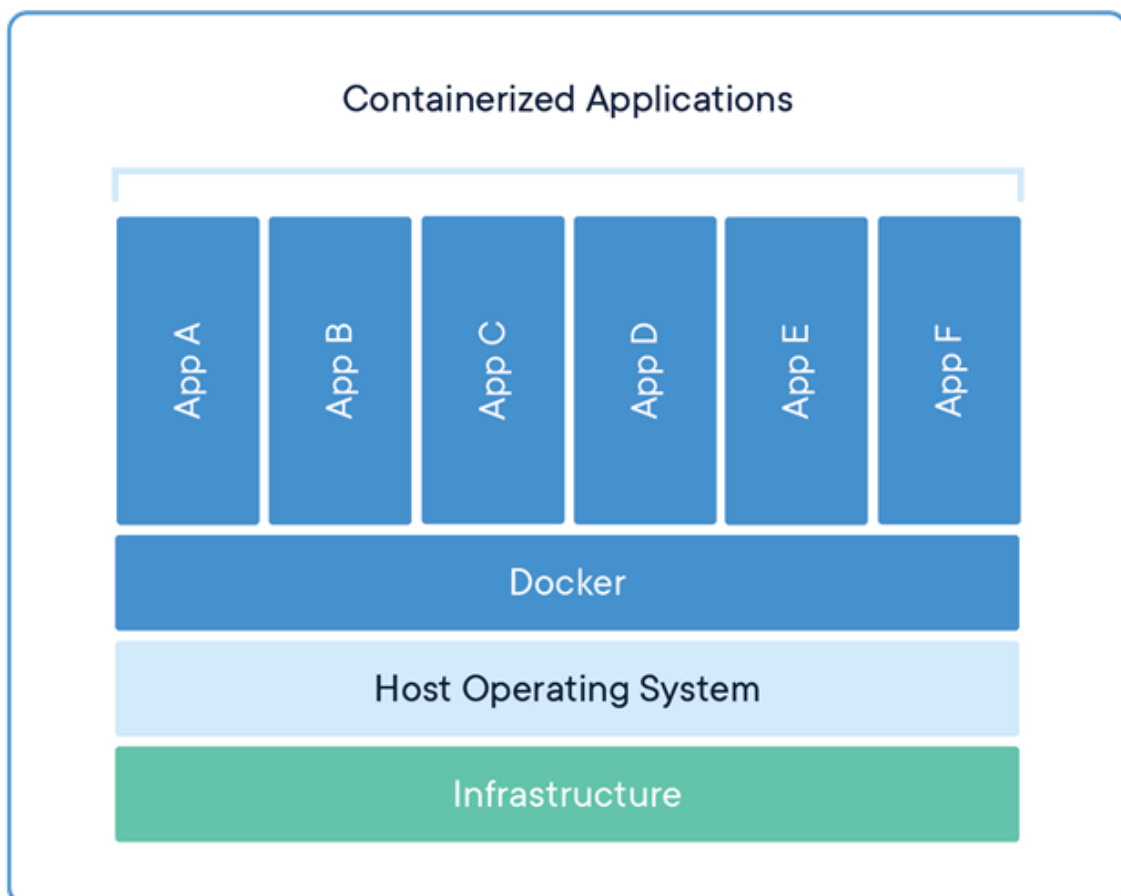 Containerized Applications
App A
App B
App C
App D
App E
App F
Docker
Host Operating System
Infrastructure